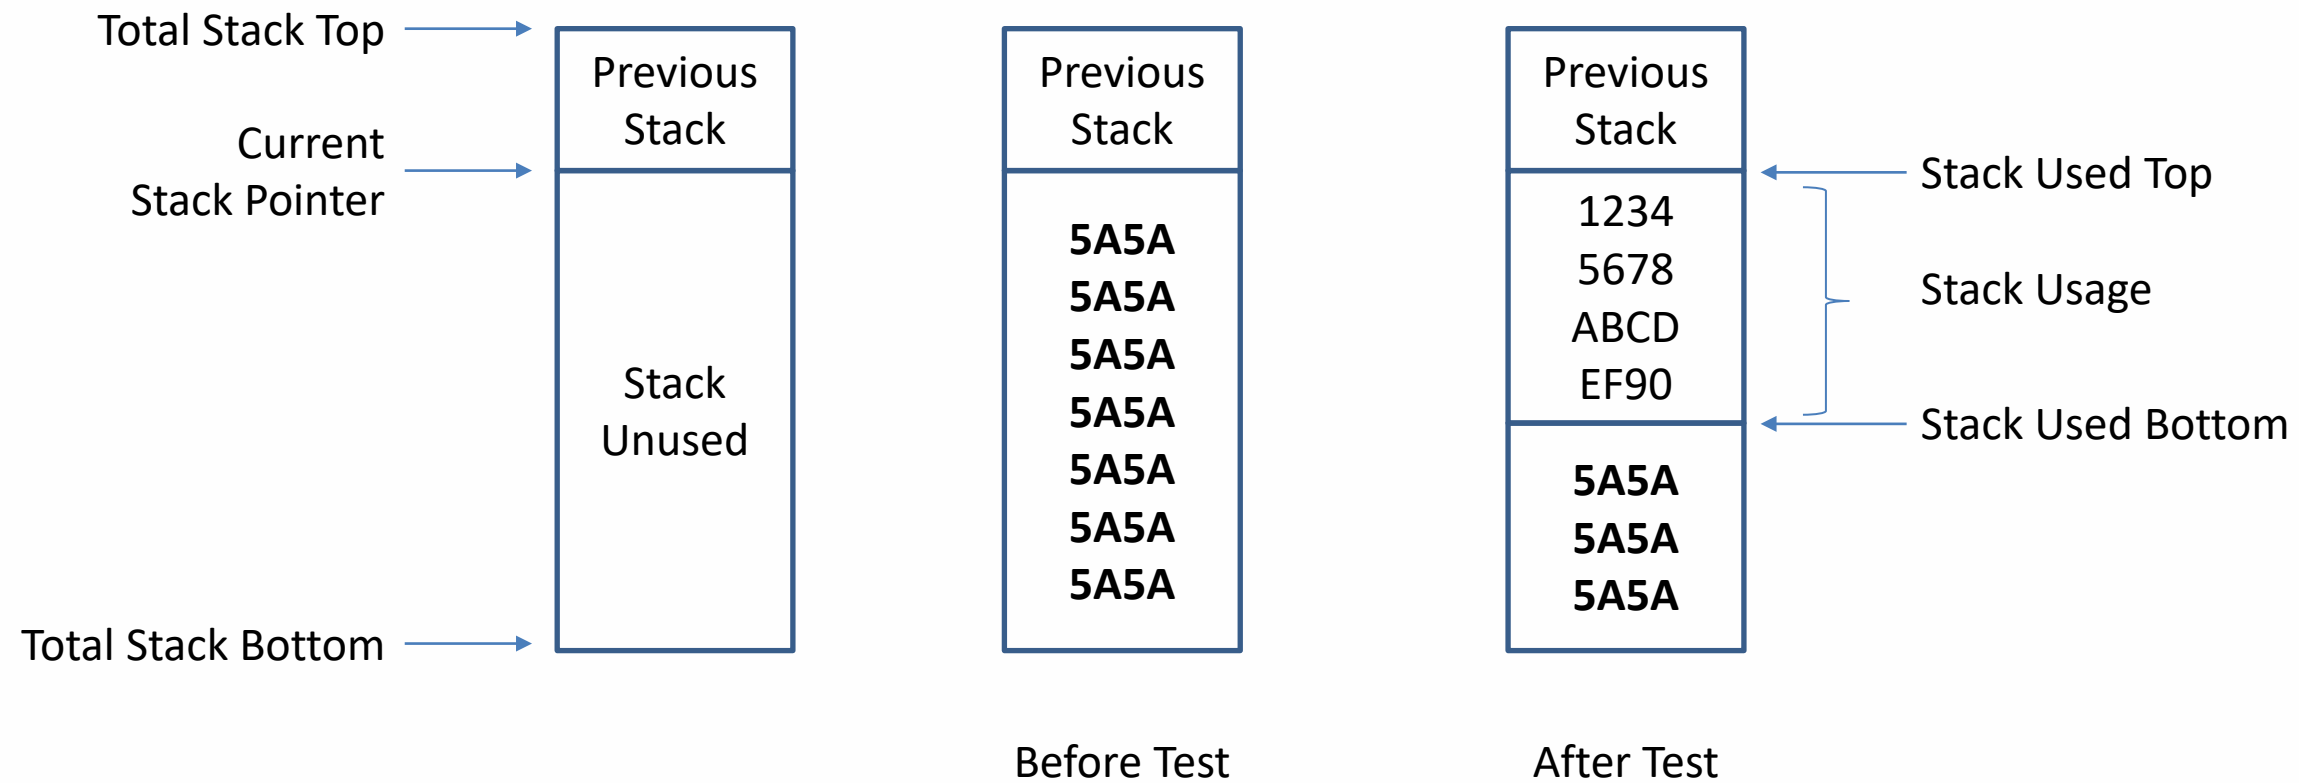 Total Stack Top
Current
Stack Pointer
Total Stack Bottom
Previous
Stack
Stack
Unused
Previous
Stack
5A5A
5A5A
5A5A
5A5A
5A5A
5A5A
5A5A
Before Test
Previous
Stack
1234
5678
ABCD
EF90
5A5A
5A5A
5A5A
After Test
Stack Used Top
Stack Usage
Stack Used Bottom